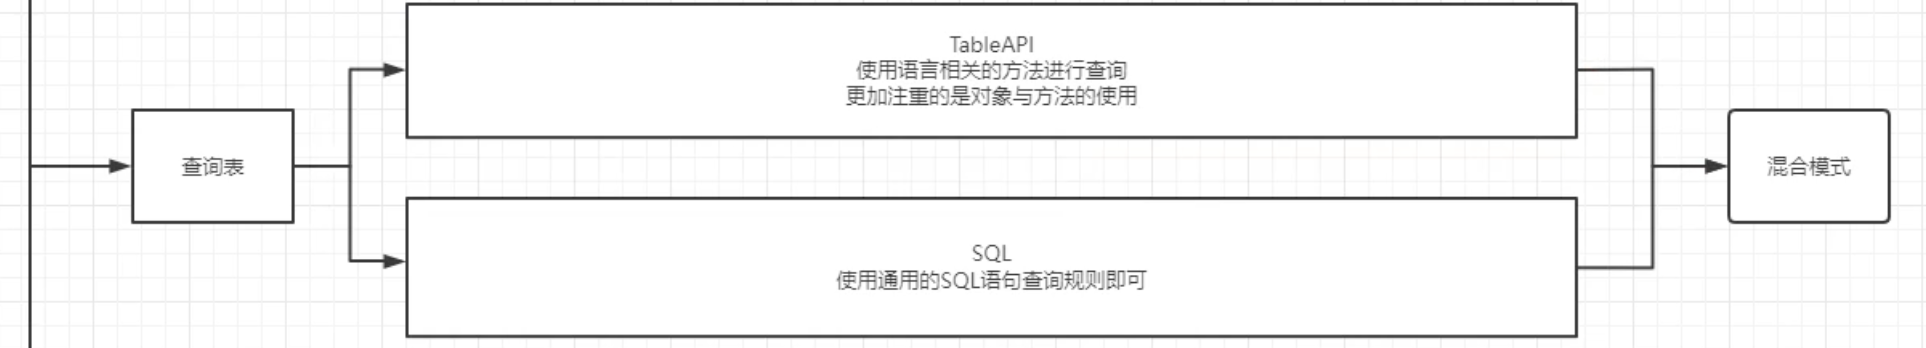 查询表
TableAPI
使用语言相关的方法进行查询
更加注重的是对象与方法的使用
SQL
使用通用的SQL语句查询规则即可
混合模式